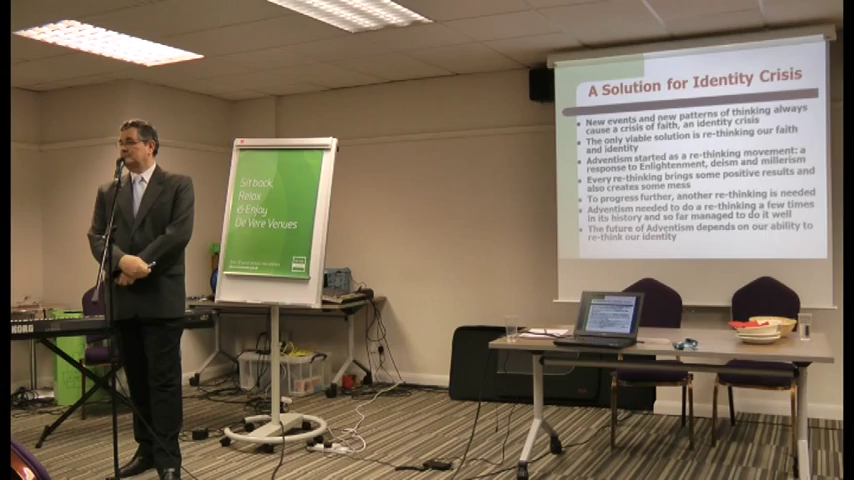 A Solution for Identity Crisis
New events and new patterns of thinking always
cause a crisis of faith, an identity crisis
The only viable solution is re-thinking our faith
and identity
Adventism started as a re-thinking movement: a
response to Enlightenment, deism and millerism
Every re-thinking brings some positive results and
also creates some mess
To progress further, another re-thinking is needed
Adventism needed to do a re-thinking a few times
in its history and so far managed to do it well
The future of Adventism depends on our ability to
re-think our identity
Sit back,
Relax
& Enjoy
De Vere Venues
KORG